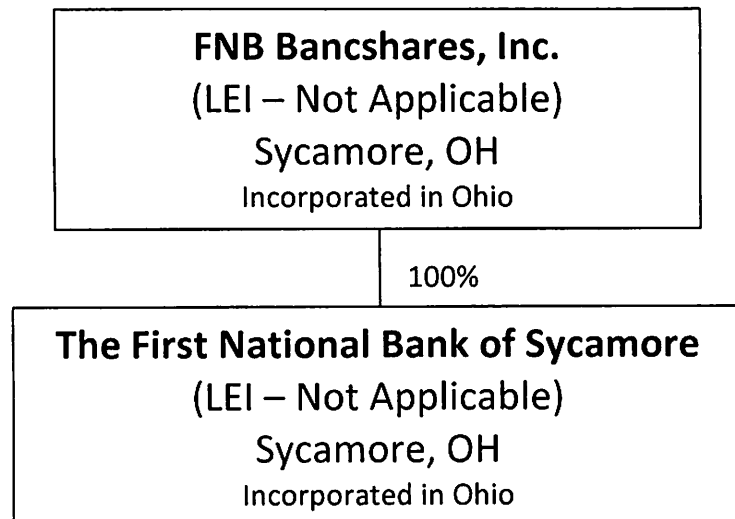 FNB Bancshares, Inc.
(LEI – Not Applicable)
Sycamore, OH
Incorporated in Ohio
100%
The First National Bank of Sycamore
(LEI – Not Applicable)
Sycamore, OH
Incorporated in Ohio